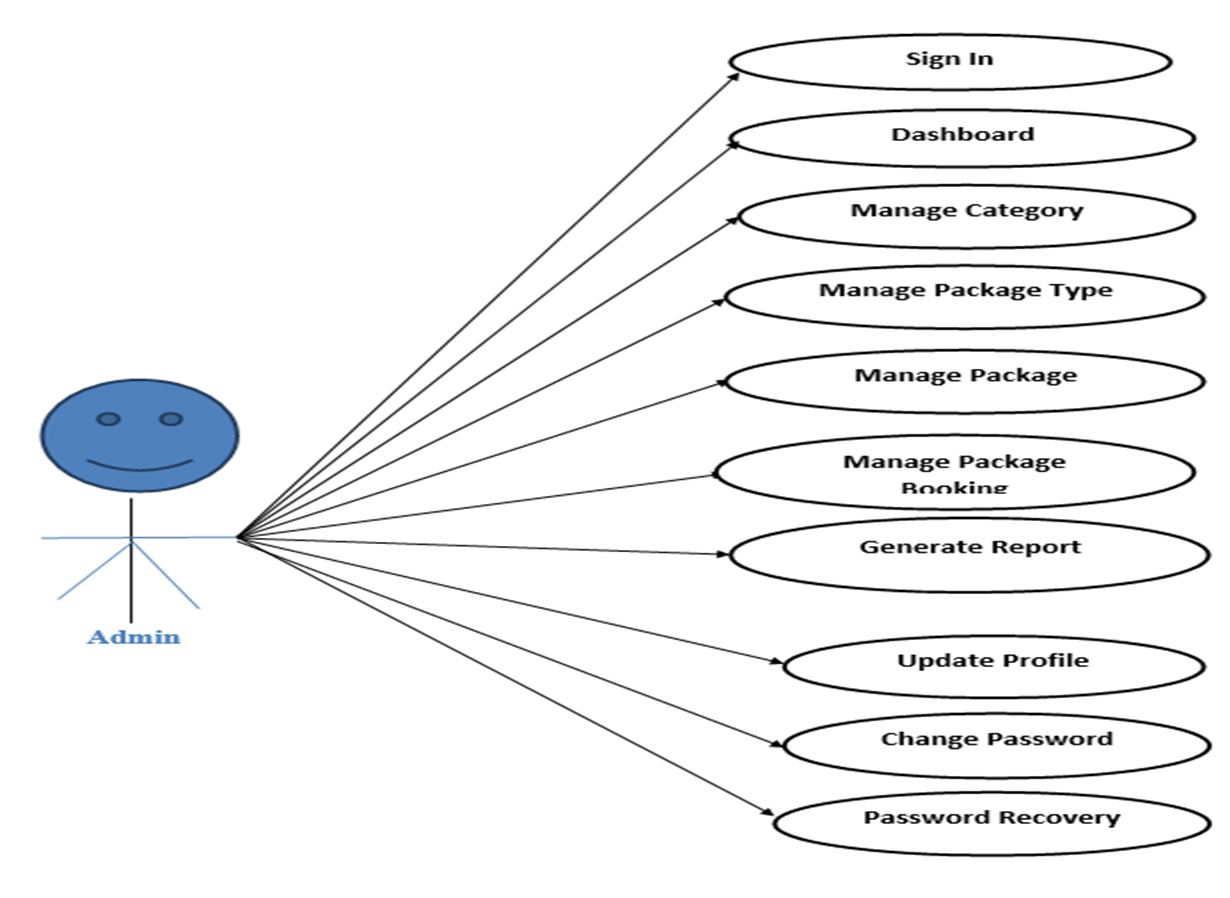 Sign In
Dashboard
Manage Category
Manage Package Type
Manage Package
Manage Package
Booking
Generate Report
Update Profile
Change Password
Password Recovery
Admin